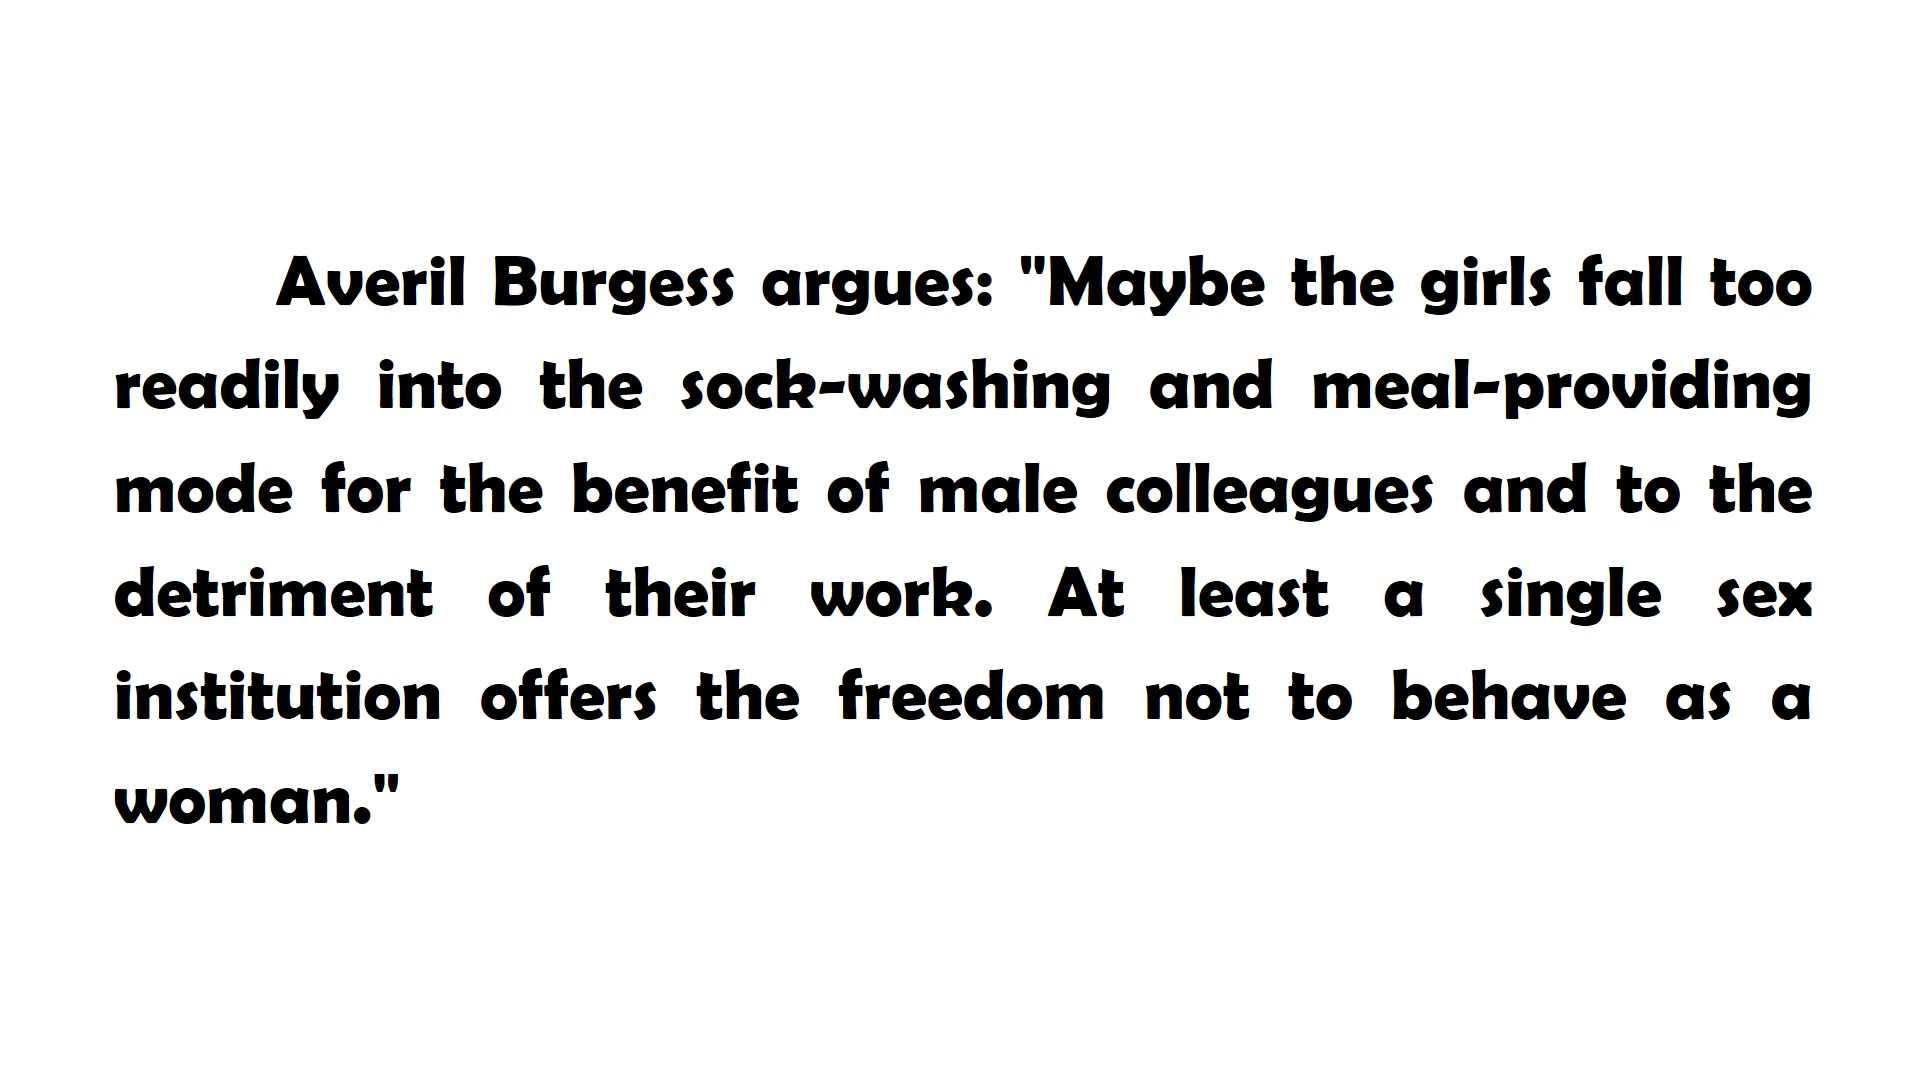 Averil Burgess argues: "Maybe the girls fall too
readily into the sock-washing and meal-providing
mode for the benefit of male colleagues and to the
detriment of their work. At least a single sex
institution offers the freedom not to behave as a
woman."